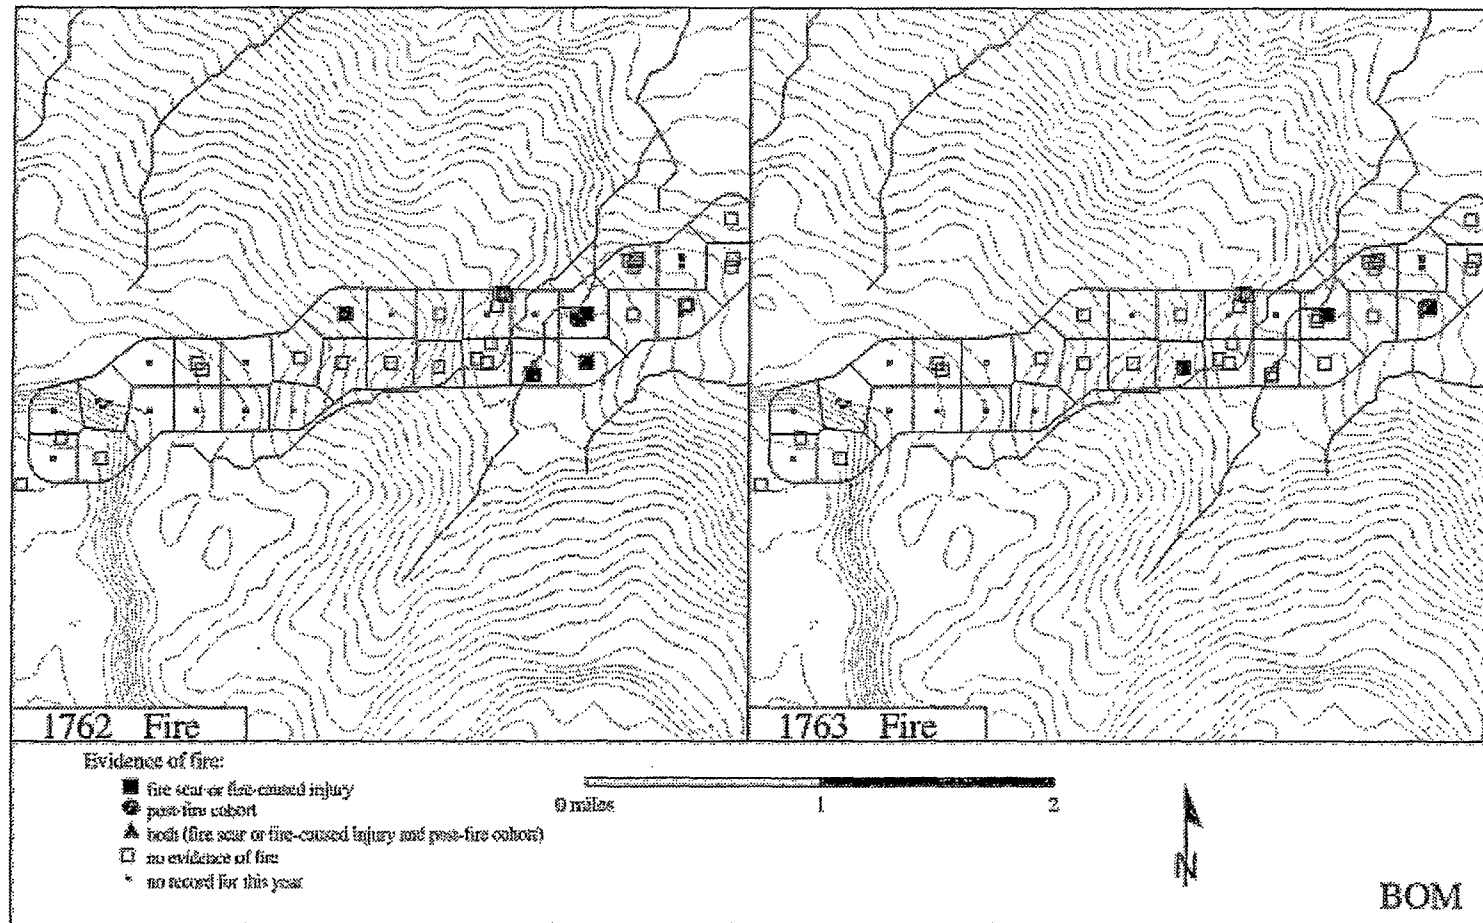 1762 Fire
1763 Fire
Evidence of fire:
fire scar or fire-caused injury
post-fire cohort
both (fire scar or fire-caused injury and post-fire cohort)
no evidence of fire
no record for this year
0 miles 1 2
N
BOM